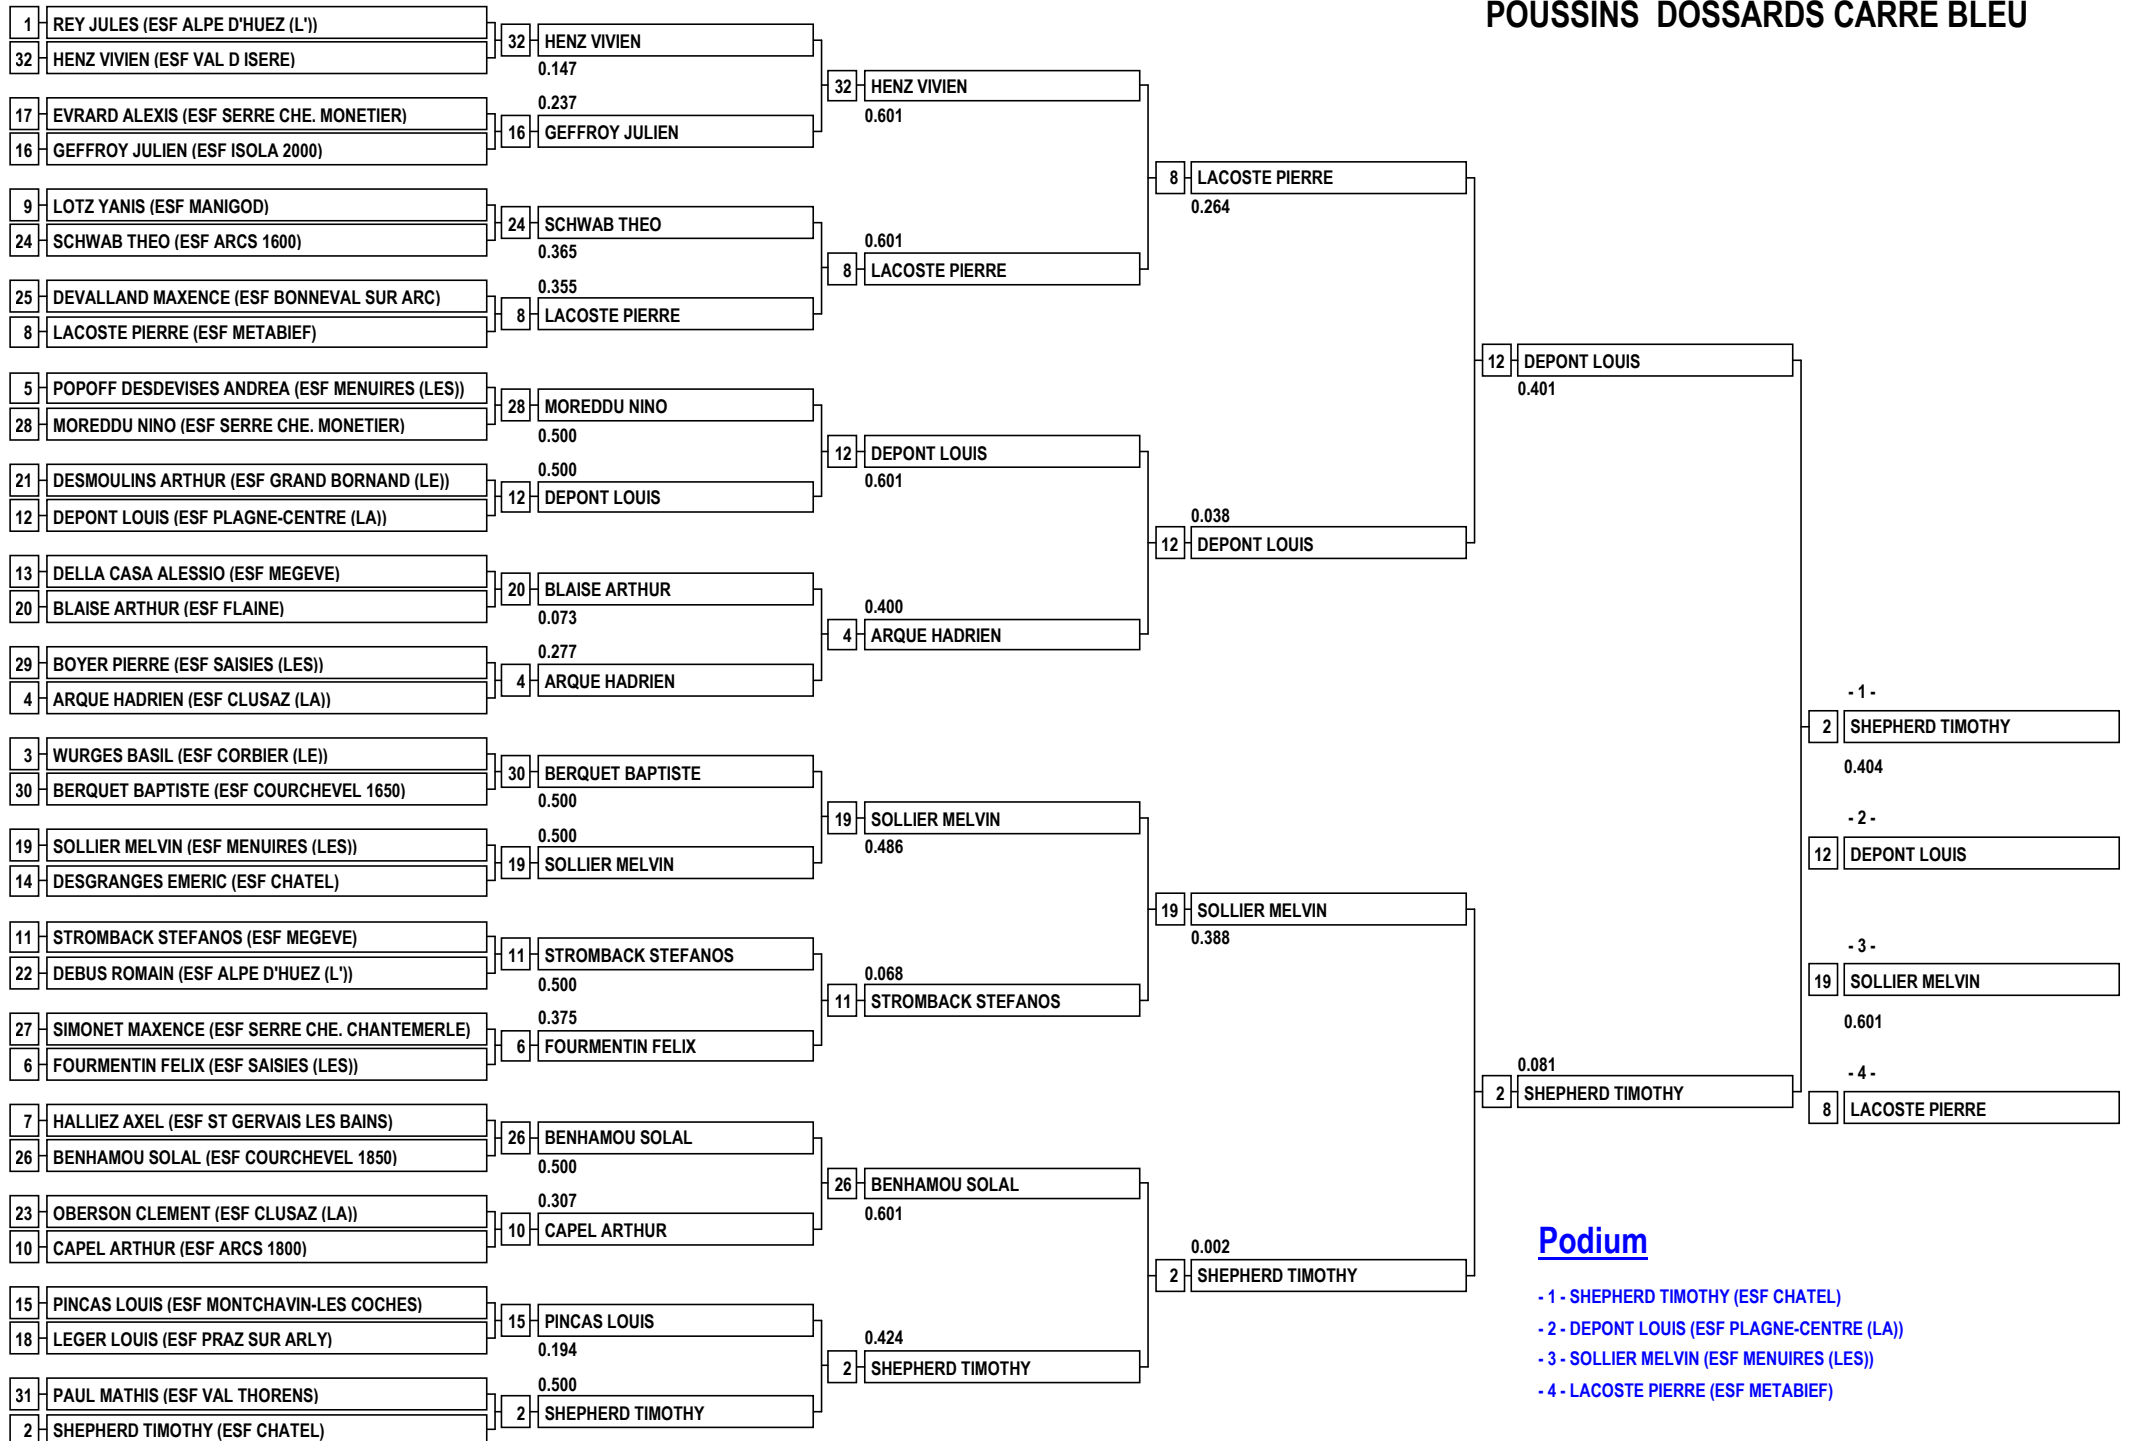 POUSSINS DOSSARDS CARRE BLEU
1 REY JULES (ESF ALPE D'HUEZ (L'))
32 HENZ VIVIEN (ESF VAL D ISERE)
17 EVRARD ALEXIS (ESF SERRE CHE. MONETIER)
16 GEFFROY JULIEN (ESF ISOLA 2000)
9 LOTZ YANIS (ESF MANIGOD)
24 SCHWAB THEO (ESF ARCS 1600)
25 DEVALLAND MAXENCE (ESF BONNEVAL SUR ARC)
8 LACOSTE PIERRE (ESF METABIEF)
5 POPOFF DESDEVISES ANDREA (ESF MENUIRES (LES))
28 MOREDDU NINO (ESF SERRE CHE. MONETIER)
21 DESMOULINS ARTHUR (ESF GRAND BORNAND (LE))
12 DEPONT LOUIS (ESF PLAGNE-CENTRE (LA))
13 DELLA CASA ALESSIO (ESF MEGEVE)
20 BLAISE ARTHUR (ESF FLAINE)
29 BOYER PIERRE (ESF SAISIES (LES))
4 ARQUE HADRIEN (ESF CLUSAZ (LA))
3 WURGES BASIL (ESF CORBIER (LE))
30 BERQUET BAPTISTE (ESF COURCHEVEL 1650)
19 SOLLIER MELVIN (ESF MENUIRES (LES))
14 DESGRANGES EMERIC (ESF CHATEL)
11 STROMBACK STEFANOS (ESF MEGEVE)
22 DEBUS ROMAIN (ESF ALPE D'HUEZ (L'))
27 SIMONET MAXENCE (ESF SERRE CHE. CHANTEMERLE)
6 FOURMENTIN FELIX (ESF SAISIES (LES))
7 HALLIEZ AXEL (ESF ST GERVAIS LES BAINS)
26 BENHAMOU SOLAL (ESF COURCHEVEL 1850)
23 OBERSON CLEMENT (ESF CLUSAZ (LA))
10 CAPEL ARTHUR (ESF ARCS 1800)
15 PINCAS LOUIS (ESF MONTCHAVIN-LES COCHES)
18 LEGER LOUIS (ESF PRAZ SUR ARLY)
31 PAUL MATHIS (ESF VAL THORENS)
2 SHEPHERD TIMOTHY (ESF CHATEL)
32 HENZ VIVIEN
0.147
0.237
16 GEFFROY JULIEN
24 SCHWAB THEO
0.365
0.355
8 LACOSTE PIERRE
28 MOREDDU NINO
0.500
0.500
12 DEPONT LOUIS
20 BLAISE ARTHUR
0.073
0.277
4 ARQUE HADRIEN
30 BERQUET BAPTISTE
0.500
0.500
19 SOLLIER MELVIN
11 STROMBACK STEFANOS
0.500
0.375
6 FOURMENTIN FELIX
26 BENHAMOU SOLAL
0.500
0.307
10 CAPEL ARTHUR
15 PINCAS LOUIS
0.194
0.500
2 SHEPHERD TIMOTHY
32 HENZ VIVIEN
0.601
0.601
8 LACOSTE PIERRE
12 DEPONT LOUIS
0.601
0.400
4 ARQUE HADRIEN
19 SOLLIER MELVIN
0.486
0.068
11 STROMBACK STEFANOS
26 BENHAMOU SOLAL
0.601
0.424
2 SHEPHERD TIMOTHY
8 LACOSTE PIERRE
0.264
0.038
12 DEPONT LOUIS
19 SOLLIER MELVIN
0.388
0.002
2 SHEPHERD TIMOTHY
12 DEPONT LOUIS
0.401
0.081
2 SHEPHERD TIMOTHY
- 1 -
2 SHEPHERD TIMOTHY
0.404
- 2 -
12 DEPONT LOUIS
- 3 -
19 SOLLIER MELVIN
0.601
- 4 -
8 LACOSTE PIERRE
Podium
- 1 - SHEPHERD TIMOTHY (ESF CHATEL)
- 2 - DEPONT LOUIS (ESF PLAGNE-CENTRE (LA))
- 3 - SOLLIER MELVIN (ESF MENUIRES (LES))
- 4 - LACOSTE PIERRE (ESF METABIEF)